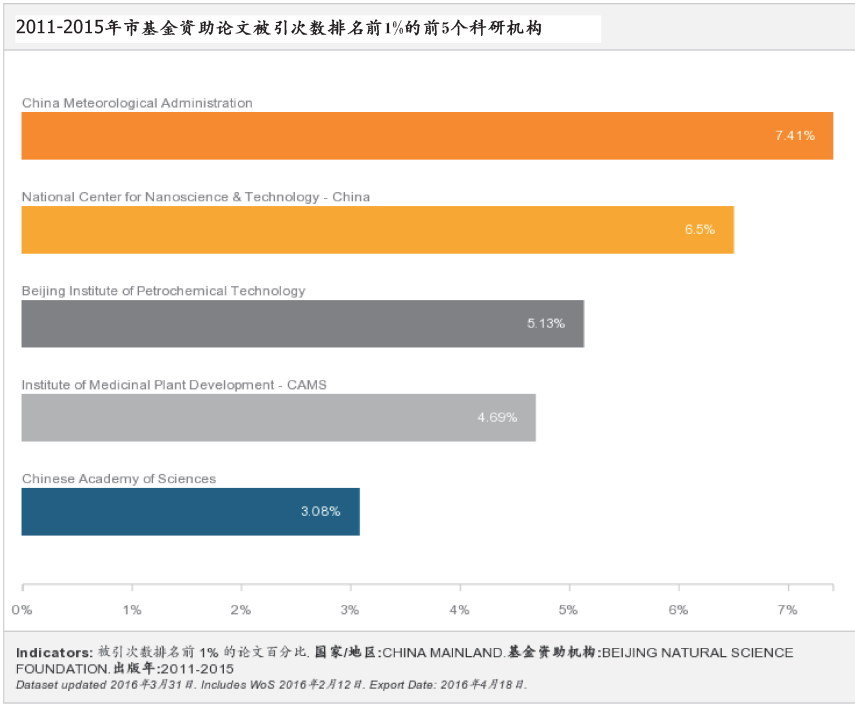 2011-2015年市基金资助论文被引次数排名前1%的前5个科研机构
China Meteorological Administration
7.41%
National Center for Nanoscience & Technology - China
6.5%
Beijing Institute of Petrochemical Technology
5.13%
Institute of Medicinal Plant Development - CAMS
4.69%
Chinese Academy of Sciences
3.08%
0% 1% 2% 3% 4% 5% 6% 7%
Indicators: 被引次数排名前 1% 的论文百分比. 国家/地区:CHINA MAINLAND.基金资助机构:BEIJING NATURAL SCIENCE
FOUNDATION.出版年:2011-2015
Dataset updated 2016年3月31日. Includes WoS 2016年2月12日. Export Date: 2016年4月18日.